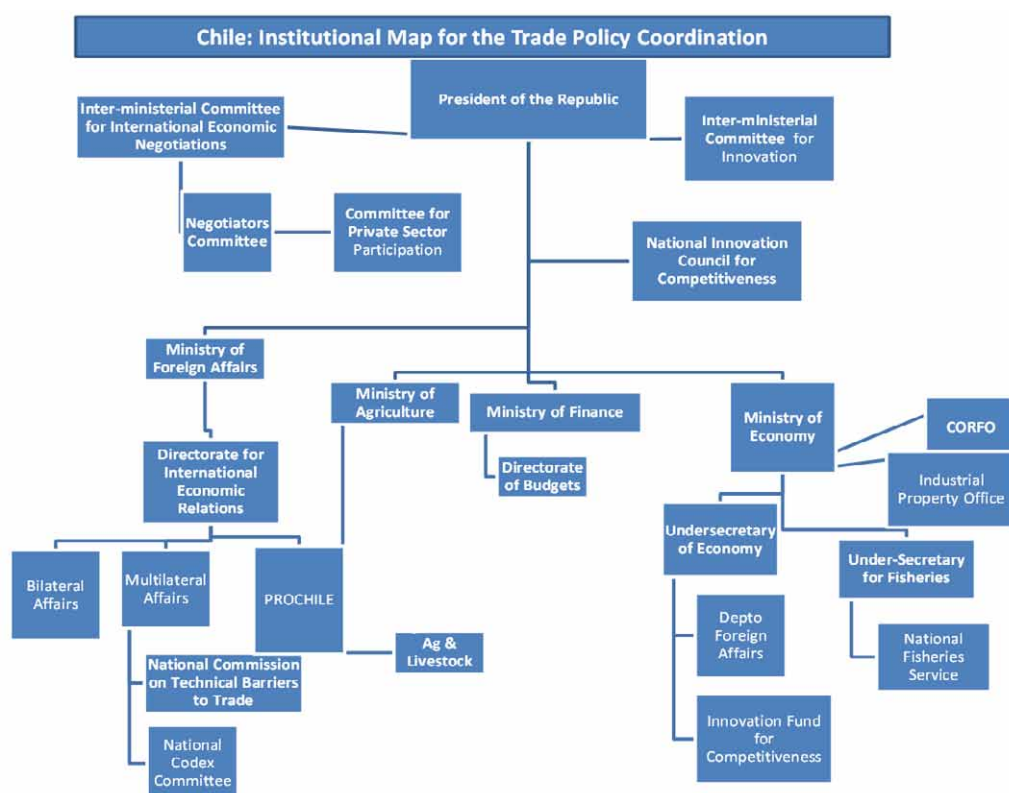 Chile: Institutional Map for the Trade Policy Coordination
President of the Republic
Inter-ministerial Committee
for International Economic
Negotiations
Inter-ministerial
Committee for
Innovation
Negotiators
Committee
Committee for
Private Sector
Participation
National Innovation
Council for
Competitiveness
Ministry of
Foreign Affairs
Ministry of
Agriculture
Ministry of Finance
Ministry of
Economy
CORFO
Industrial
Property Office
Directorate for
International
Economic
Relations
Directorate
of Budgets
Undersecretary
of Economy
Under-Secretary
for Fisheries
Bilateral
Affairs
Multilateral
Affairs
PROCHILE
Ag &
Livestock
Depto
Foreign
Affairs
National
Fisheries
Service
National Commission
on Technical Barriers
to Trade
National
Codex
Committee
Innovation Fund
for
Competitiveness